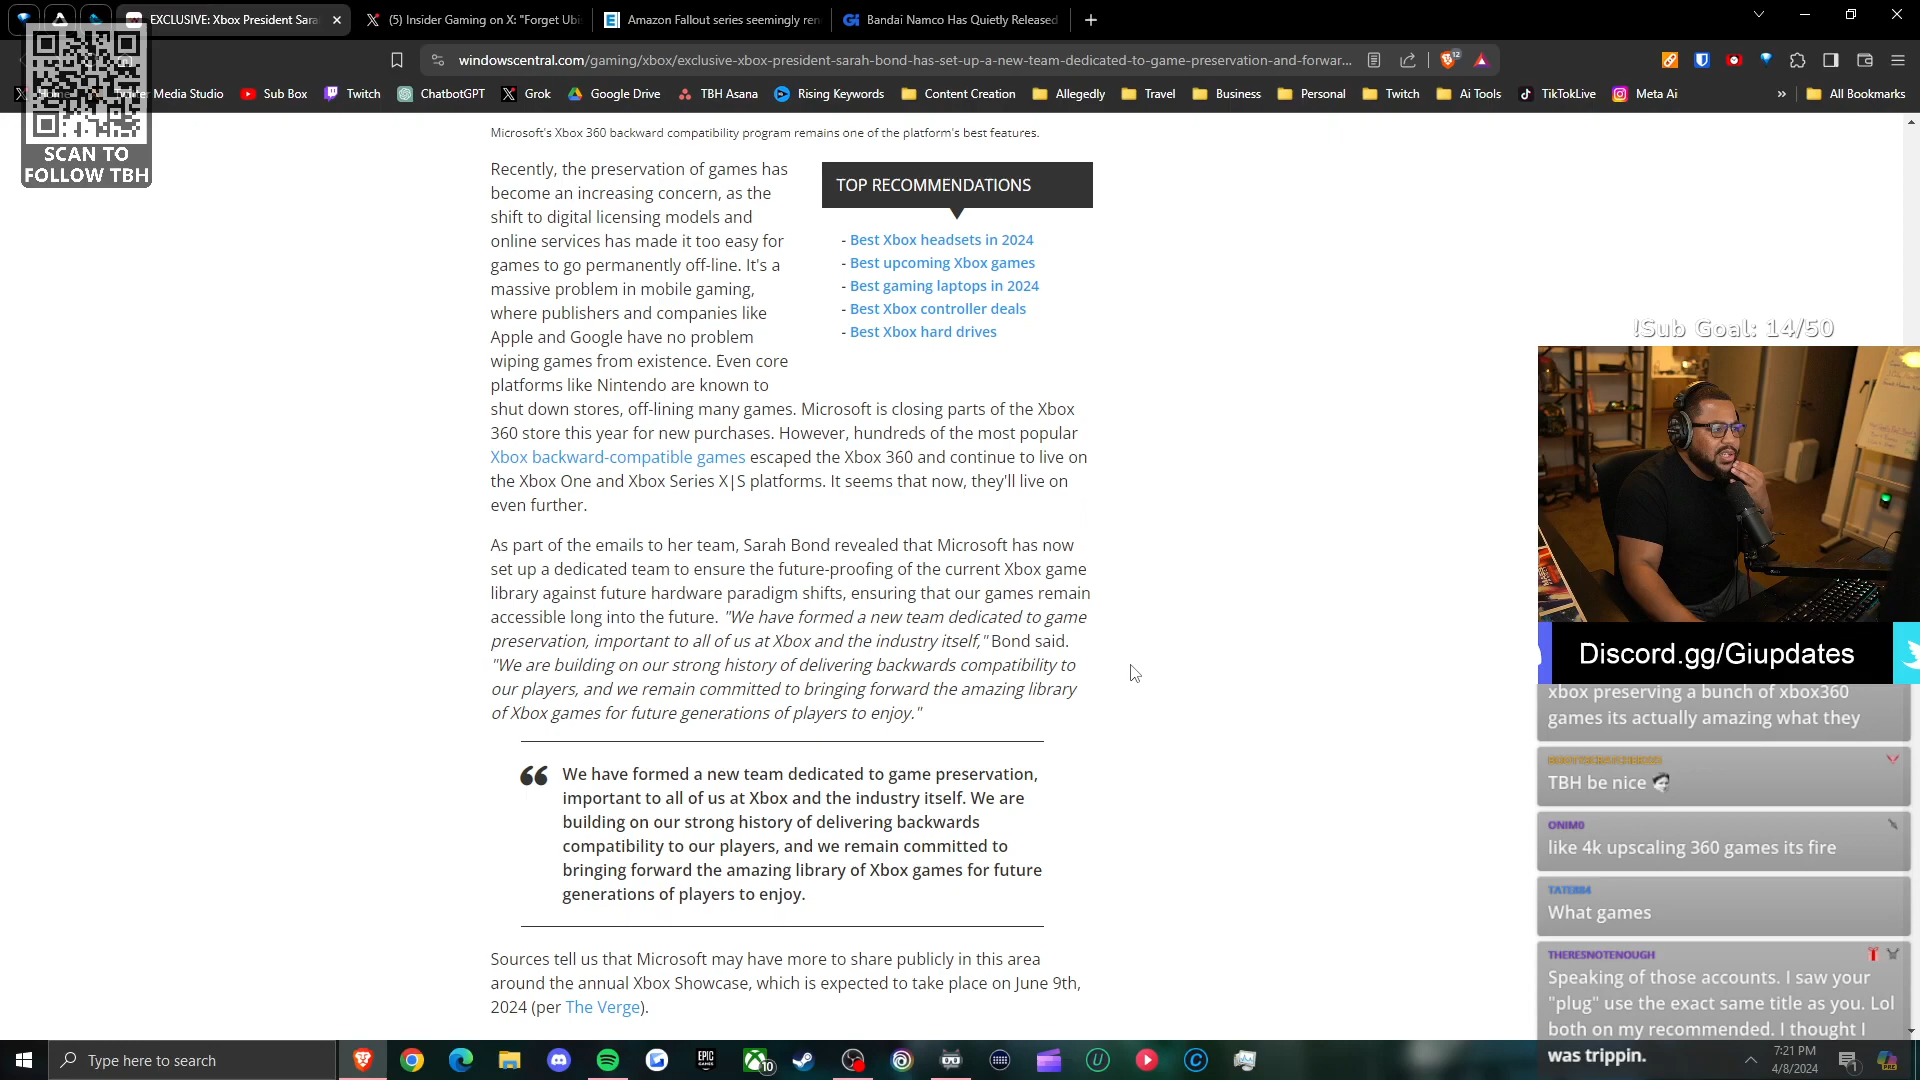 EXCLUSIVE: Xbox President Sara
(5) Insider Gaming on X: "Forget Ubi
Amazon Fallout series seemingly ren
Bandai Namco Has Quietly Released
windowscentral.com/gaming/xbox/exclusive-xbox-president-sarah-bond-has-set-up-a-new-team-dedicated-to-game-preservation-and-forwar...
12
Media Studio
Sub Box
Twitch
ChatbotGPT
Grok
Google Drive
TBH Asana
Rising Keywords
Content Creation
Allegedly
Travel
Business
Personal
Twitch
Ai Tools
TikTokLive
Meta Ai
All Bookmarks
SCAN TO
FOLLOW TBH
Microsoft's Xbox 360 backward compatibility program remains one of the platform's best features.
Recently, the preservation of games has
become an increasing concern, as the
shift to digital licensing models and
online services has made it too easy for
games to go permanently off-line. It's a
massive problem in mobile gaming,
where publishers and companies like
Apple and Google have no problem
wiping games from existence. Even core
platforms like Nintendo are known to
shut down stores, off-lining many games. Microsoft is closing parts of the Xbox
360 store this year for new purchases. However, hundreds of the most popular
Xbox backward-compatible games escaped the Xbox 360 and continue to live on
the Xbox One and Xbox Series X|S platforms. It seems that now, they'll live on
even further.
TOP RECOMMENDATIONS
- Best Xbox headsets in 2024
- Best upcoming Xbox games
- Best gaming laptops in 2024
- Best Xbox controller deals
- Best Xbox hard drives
As part of the emails to her team, Sarah Bond revealed that Microsoft has now
set up a dedicated team to ensure the future-proofing of the current Xbox game
library against future hardware paradigm shifts, ensuring that our games remain
accessible long into the future. "We have formed a new team dedicated to game
preservation, important to all of us at Xbox and the industry itself," Bond said.
"We are building on our strong history of delivering backwards compatibility to
our players, and we remain committed to bringing forward the amazing library
of Xbox games for future generations of players to enjoy."
We have formed a new team dedicated to game preservation,
important to all of us at Xbox and the industry itself. We are
building on our strong history of delivering backwards
compatibility to our players, and we remain committed to
bringing forward the amazing library of Xbox games for future
generations of players to enjoy.
Sources tell us that Microsoft may have more to share publicly in this area
around the annual Xbox Showcase, which is expected to take place on June 9th,
2024 (per The Verge).
!Sub Goal: 14/50
Discord.gg/Giupdates
xbox preserving a bunch of xbox360
games its actually amazing what they
TBH be nice
ONIM0
like 4k upscaling 360 games its fire
TATER84
What games
THERESNOTENOUGH
Speaking of those accounts. I saw your
"plug" use the exact same title as you. Lol
both on my recommended. I thought I
was trippin.
Type here to search
EPIC
GAMES
10
7:21 PM
4/8/2024
1
PRE